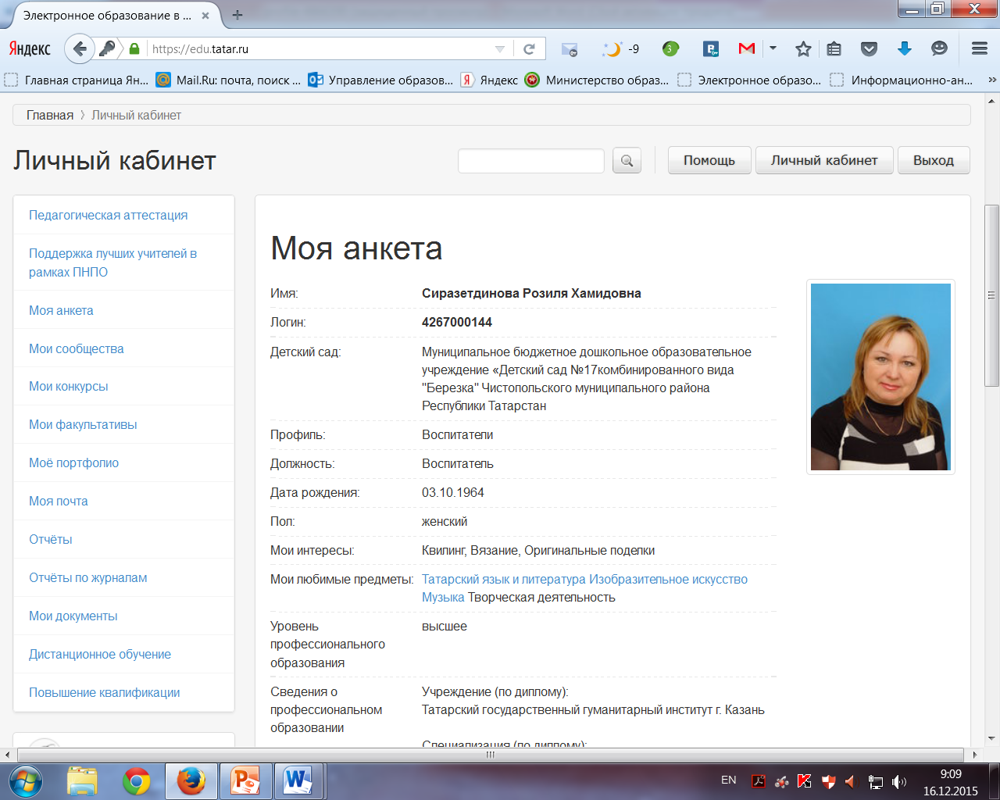 Электронное образование в ...
Яндекс
https://edu.tatar.ru
-9
3
Главная страница Ян...
Mail.Ru: почта, поиск ...
Управление образов...
Яндекс
Министерство образ...
Электронное образо...
Информационно-ан...
Главная
Личный кабинет
Личный кабинет
Помощь
Личный кабинет
Выход
Педагогическая аттестация
Поддержка лучших учителей в
рамках ПНПО
Моя анкета
Мои сообщества
Мои конкурсы
Мои факультативы
Моё портфолио
Моя почта
Отчёты
Отчёты по журналам
Мои документы
Дистанционное обучение
Повышение квалификации
Моя анкета
Имя: Сиразетдинова Розиля Хамидовна
Логин: 4267000144
Детский сад: Муниципальное бюджетное дошкольное образовательное
учреждение «Детский сад №17комбинированного вида
"Березка" Чистопольского муниципального района
Республики Татарстан
Профиль: Воспитатели
Должность: Воспитатель
Дата рождения: 03.10.1964
Пол: женский
Мои интересы: Квилинг, Вязание, Оригинальные поделки
Мои любимые предметы: Татарский язык и литература Изобразительное искусство
Музыка Творческая деятельность
Уровень высшее
профессионального
образования
Сведения о Учреждение (по диплому):
профессиональном Татарский государственный гуманитарный институт г. Казань
образовании
Специализация (по диплому):
EN
9:09
16.12.2015